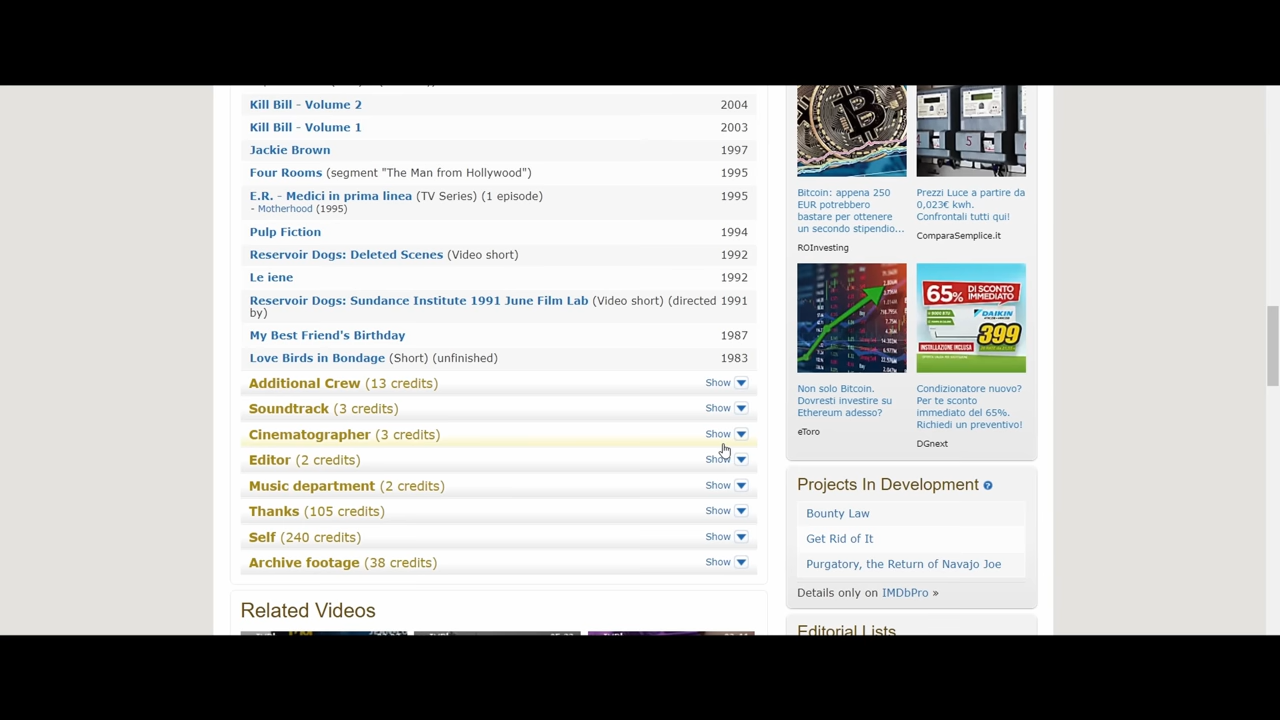 Kill Bill - Volume 2 2004
Kill Bill - Volume 1 2003
Jackie Brown 1997
Four Rooms (segment "The Man from Hollywood") 1995
E.R. - Medici in prima linea (TV Series) (1 episode) 1995
- Motherhood (1995)
Pulp Fiction 1994
Reservoir Dogs: Deleted Scenes (Video short) 1992
Le iene 1992
Reservoir Dogs: Sundance Institute 1991 June Film Lab (Video short) (directed 1991
by)
My Best Friend's Birthday 1987
Love Birds in Bondage (Short) (unfinished) 1983
Additional Crew (13 credits) Show
Soundtrack (3 credits) Show
Cinematographer (3 credits) Show
Editor (2 credits) Show
Music department (2 credits) Show
Thanks (105 credits) Show
Self (240 credits) Show
Archive footage (38 credits) Show
Related Videos
Bitcoin: appena 250
EUR potrebbero
bastare per ottenere
un secondo stipendio...
ROInvesting
Prezzi Luce a partire da
0,023€ kwh.
Confrontali tutti qui!
ComparaSemplice.it
65% DI SCONTO
IMMEDIATO
DAIKIN
399
INSTALLAZIONE INCLUSA
Non solo Bitcoin.
Dovresti investire su
Ethereum adesso?
eToro
Condizionatore nuovo?
Per te sconto
immediato del 65%.
Richiedi un preventivo!
DGnext
Projects In Development
Bounty Law
Get Rid of It
Purgatory, the Return of Navajo Joe
Details only on IMDbPro »
Editorial Lists